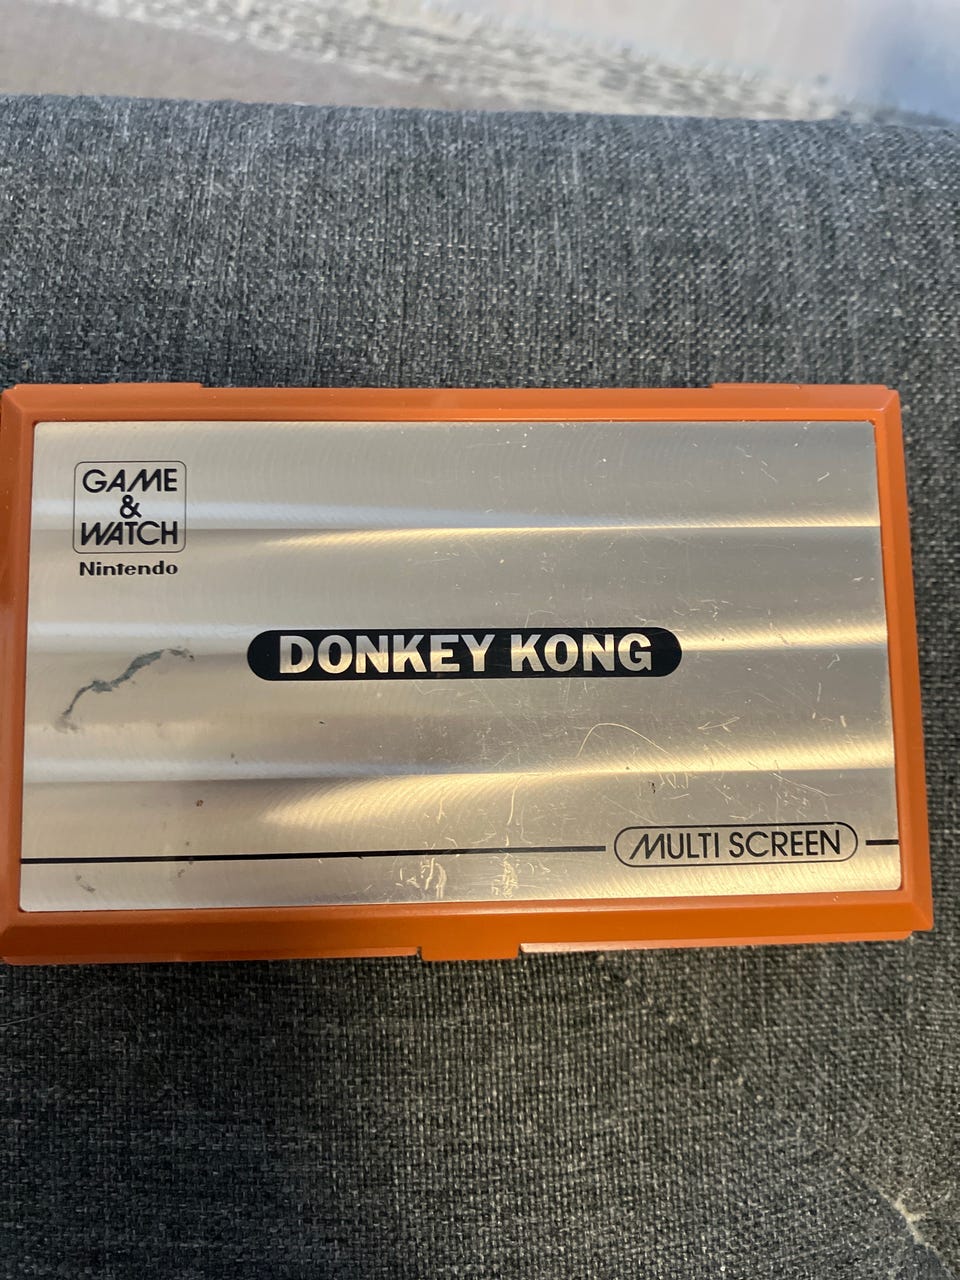 GAME
&
WATCH
Nintendo
DONKEY KONG
MULTI SCREEN